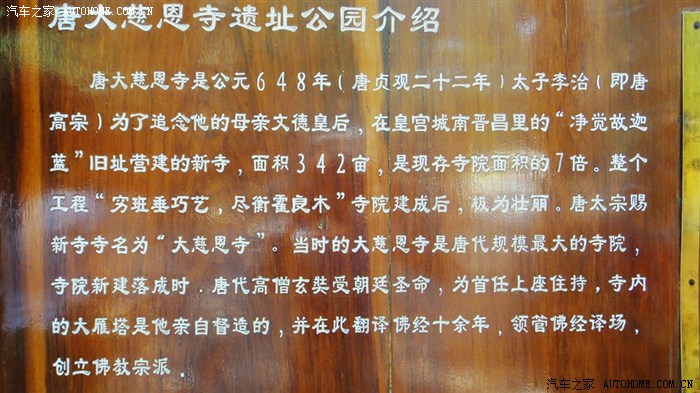 汽车之家 AUTOHOME.COM.CN
唐大慈恩寺遗址公园介绍
唐大慈恩寺是公元648年(唐贞观二十二年)太子李治(即唐
高宗)为了追念他的母亲文德皇后,在皇宫城南晋昌里的“净觉故迦
蓝”旧址营建的新寺,面积342亩,是现存寺院面积的7倍。整个
工程“穷班垂巧艺,尽衡霍良木”寺院建成后,极为壮丽。唐太宗赐
新寺寺名为“大慈恩寺”。当时的大慈恩寺是唐代规模最大的寺院,
寺院新建落成时.唐代高僧玄奘受朝廷圣命,为首任上座住持,寺内
的大雁塔是他亲自督造的,并在此翻译佛经十余年,领管佛经译场,
创立佛教宗派.
汽车之家 AUTOHOME.COM.CN